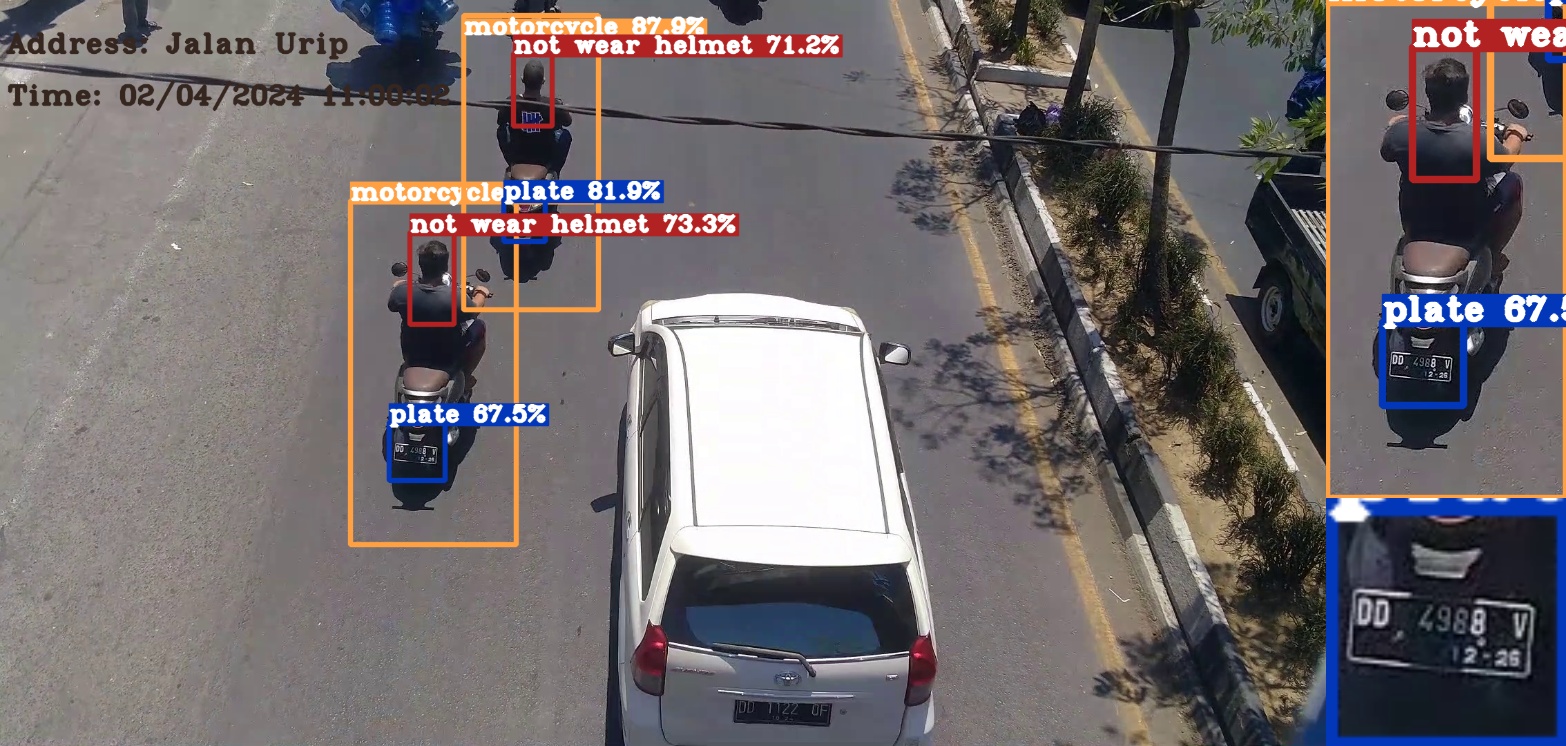 Address: Jalan Urip
Time: 02/04/2024 11:00:02
motorcycle 87.9%
not wear helmet 71.2%
motorcycle
plate 81.9%
not wear helmet 73.3%
plate 67.5%
DD 4988 V
12-26
DD 1122 OF
not wea
plate 67.5
DD 4988 V
12-26
DD 4988 V
12-26